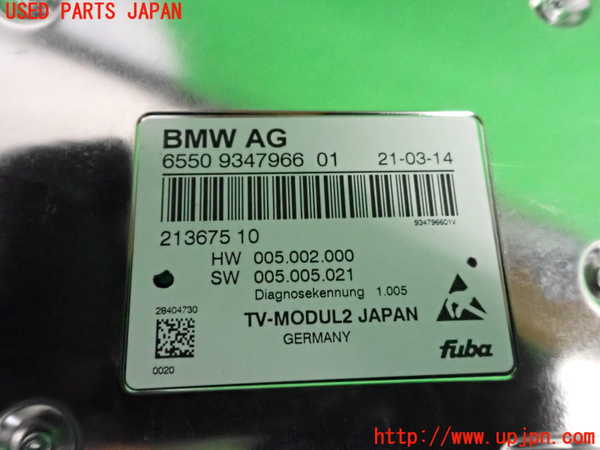 USED PARTS JAPAN
BMW AG
6550 9347966 01 21-03-14
934796601V
213675 10
HW 005.002.000
SW 005.005.021
Diagnosekennung 1.005
28404730
TV-MODUL2 JAPAN
GERMANY
fuba
0020
http://www.upjpn.com/